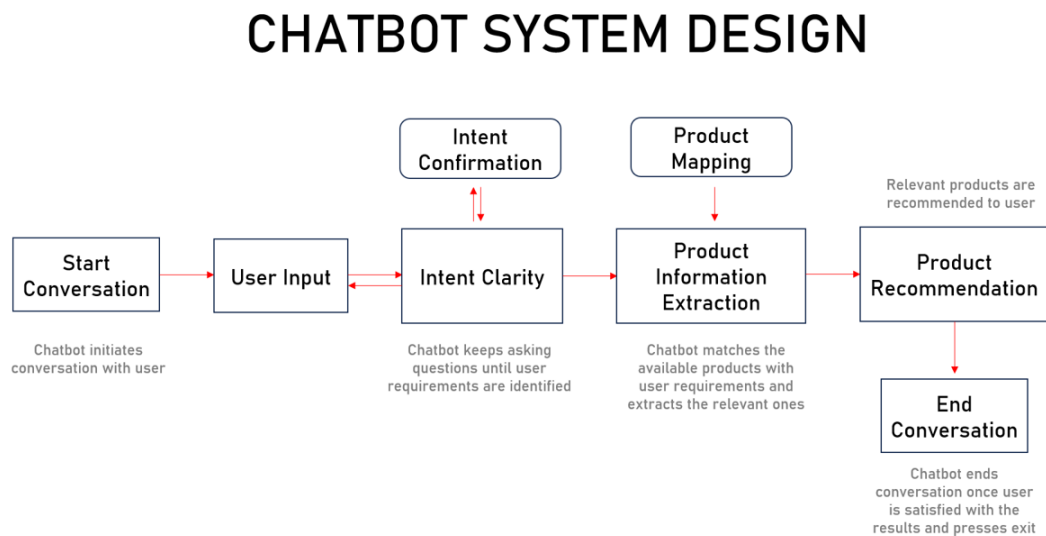 CHATBOT SYSTEM DESIGN
Intent
Confirmation
Product
Mapping
Relevant products are
recommended to user
Start
Conversation
User Input
Intent Clarity
Product
Information
Extraction
Product
Recommendation
Chatbot initiates
conversation with user
Chatbot keeps asking
questions until user
requirements are identified
Chatbot matches the
available products with
user requirements and
extracts the relevant ones
End
Conversation
Chatbot ends
conversation once user
is satisfied with the
results and presses exit